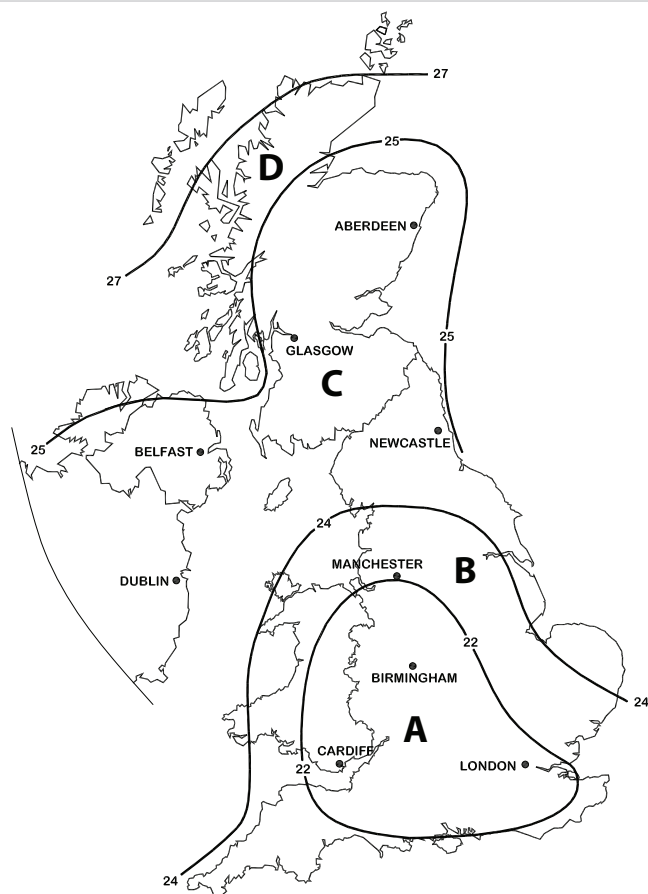 27
D
25
ABERDEEN
27
25
GLASGOW
C
25
NEWCASTLE
BELFAST
24
MANCHESTER
B
DUBLIN
22
BIRMINGHAM
24
A
CARDIFF
22
LONDON
24